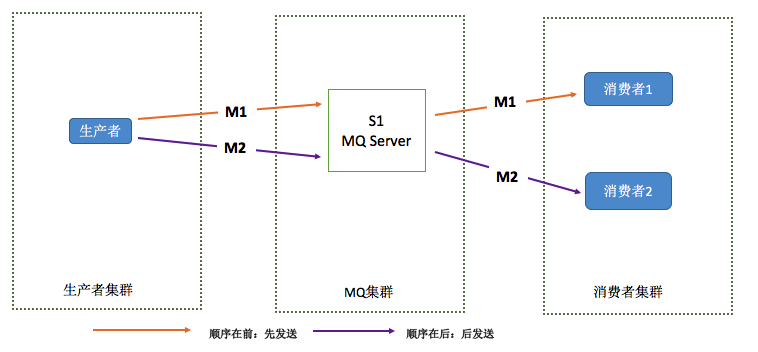 生产者
M1
M2
S1
MQ Server
M1
M2
消费者1
消费者2
生产者集群
MQ集群
消费者集群
顺序在前：先发送
顺序在后：后发送